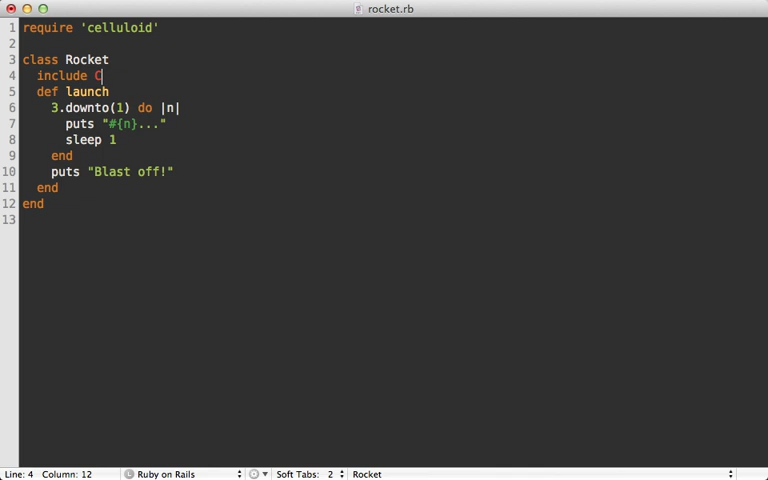 rocket.rb
1 require 'celluloid'
2
3 class Rocket
4   include C
5   def launch
6     3.downto(1) do |n|
7       puts "#{n}..."
8       sleep 1
9     end
10     puts "Blast off!"
11   end
12 end
13
Line: 4 Column: 12 L Ruby on Rails Soft Tabs: 2 Rocket